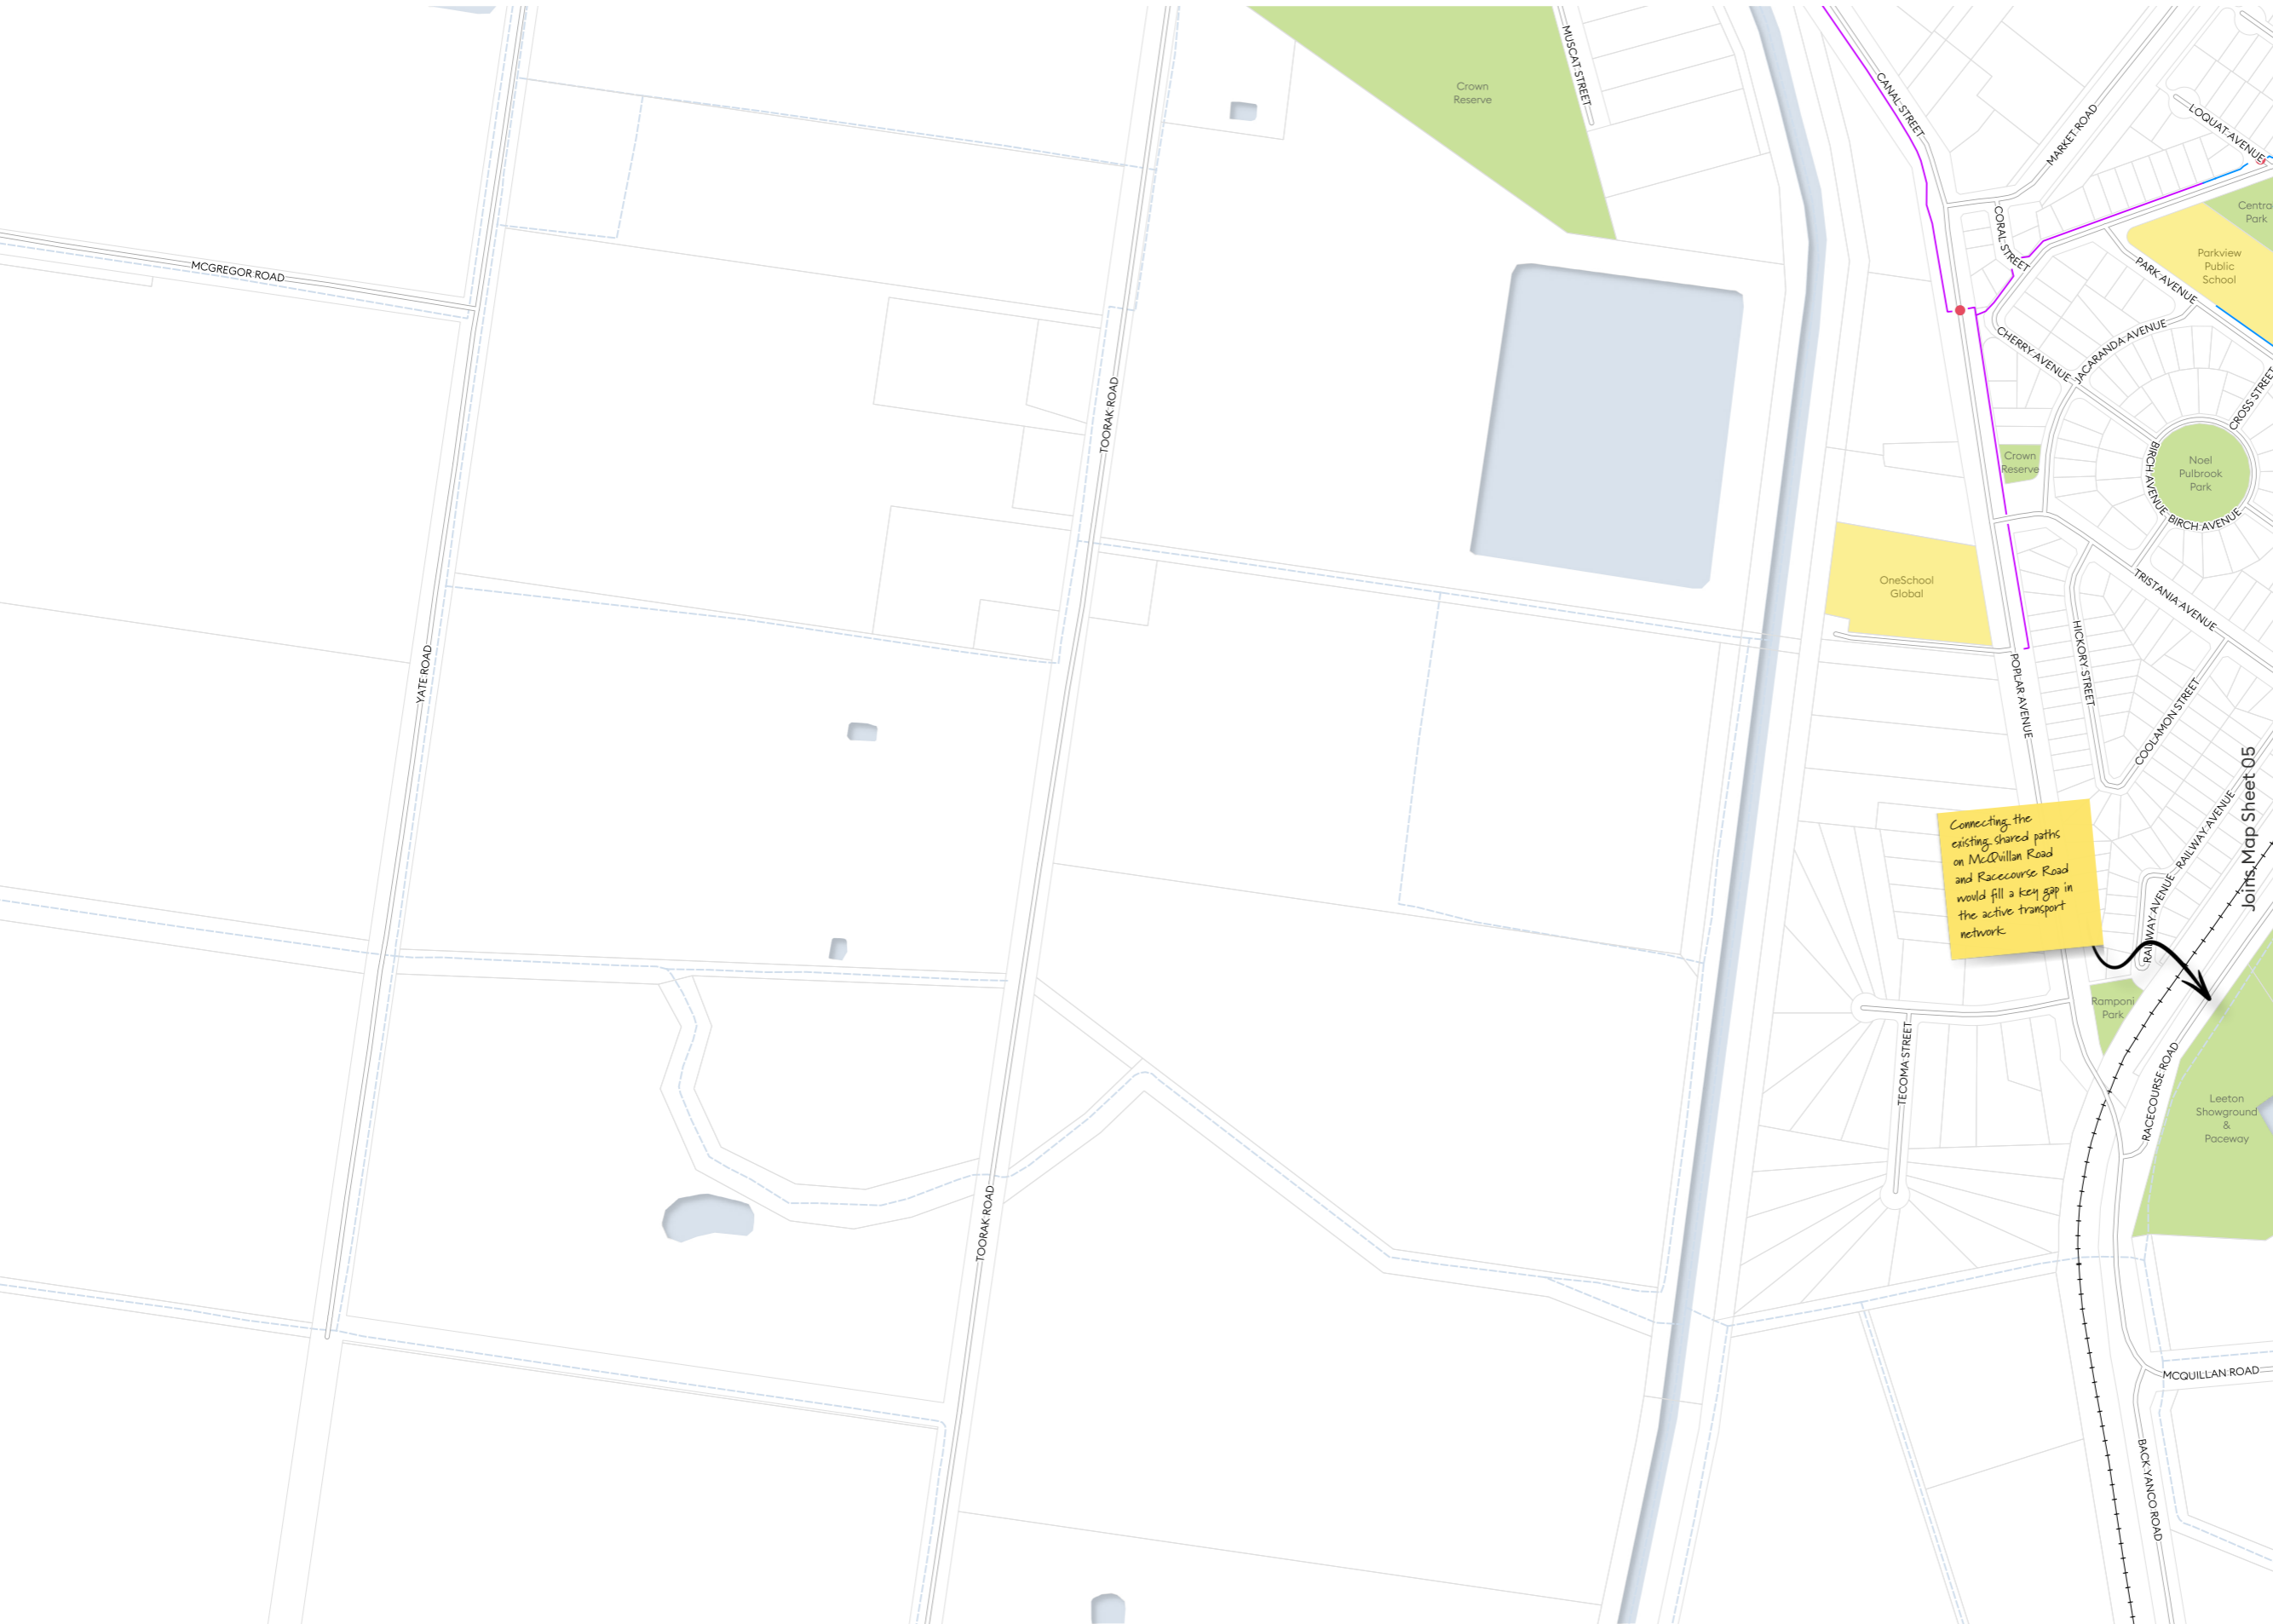 MUSCAT STREET
Crown
Reserve
CANAL STREET
MARKET ROAD
LOQUAT AVENUE
CORAL STREET
Park
Parkview
Public
School
PARK AVENUE
MCGREGOR ROAD
CHERRY AVENUE
JACARANDA AVENUE
CROSS STREET
TOORAK ROAD
Crown
Reserve
Noel
Pulbrook
Park
BIRCH AVENUE
BIRCH AVENUE
OneSchool
Global
TRISTANIA AVENUE
HICKORY STREET
YATE ROAD
POPLAR AVENUE
COOLAMON STREET
Joins Map Sheet 05
RAILWAY AVENUE
RAILWAY AVENUE
Connecting the
existing shared paths
on McQuillan Road
and Racecourse Road
would fill a key gap in
the active transport
network
Ramponi
Park
RACECOURSE ROAD
TECOMA STREET
Leeton
Showground
&
Paceway
TOORAK ROAD
MCQUILLAN ROAD
BACK YANCO ROAD